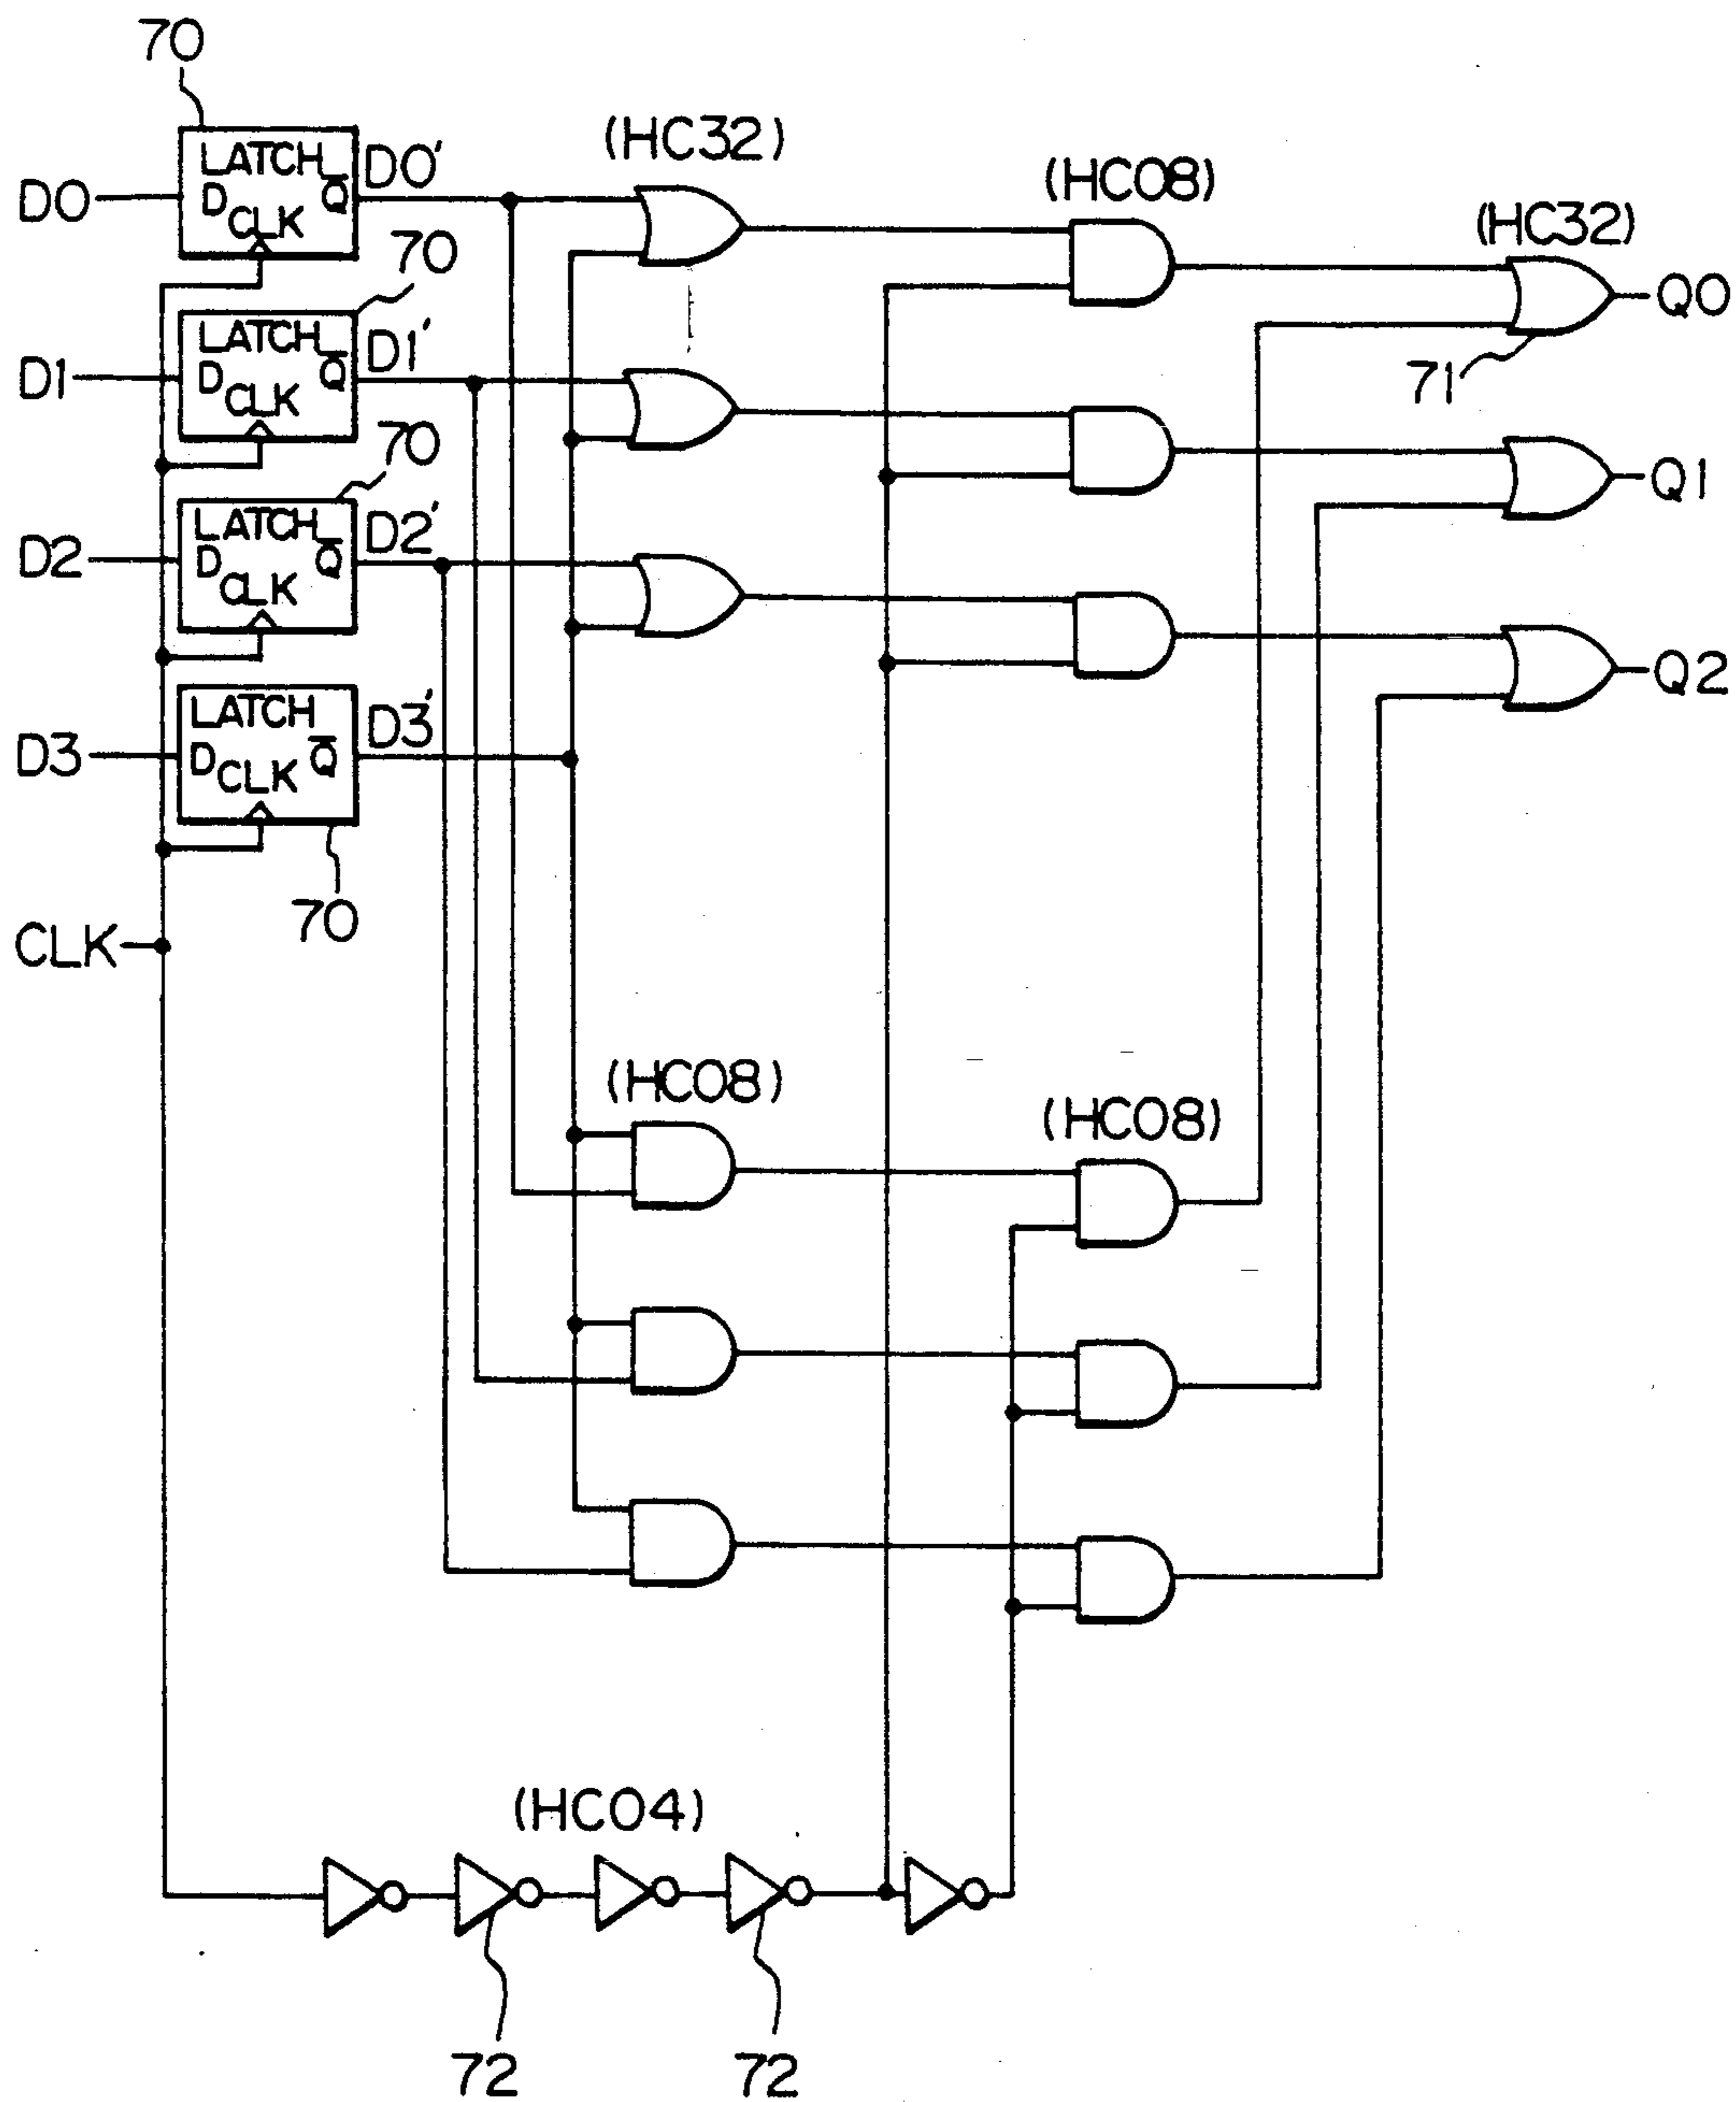 70
LATCH
D0
D
Q̅
CLK
D0'
(HC32)
(HC08)
(HC32)
Q0
70
LATCH
D1
D
Q̅
CLK
D1'
71
Q1
70
LATCH
D2
D
Q̅
CLK
D2'
Q2
LATCH
D3
D
Q̅
CLK
D3'
70
CLK
(HC08)
(HC08)
(HC04)
72
72